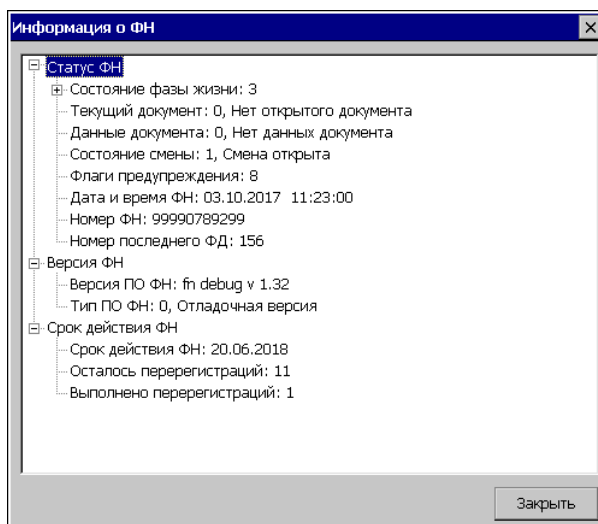 Информация о ФН
Статус ФН
Состояние фазы жизни: 3
Текущий документ: 0, Нет открытого документа
Данные документа: 0, Нет данных документа
Состояние смены: 1, Смена открыта
Флаги предупреждения: 8
Дата и время ФН: 03.10.2017 11:23:00
Номер ФН: 99990789299
Номер последнего ФД: 156
Версия ФН
Версия ПО ФН: fn debug v 1.32
Тип ПО ФН: 0, Отладочная версия
Срок действия ФН
Срок действия ФН: 20.06.2018
Осталось перерегистраций: 11
Выполнено перерегистраций: 1
Закрыть